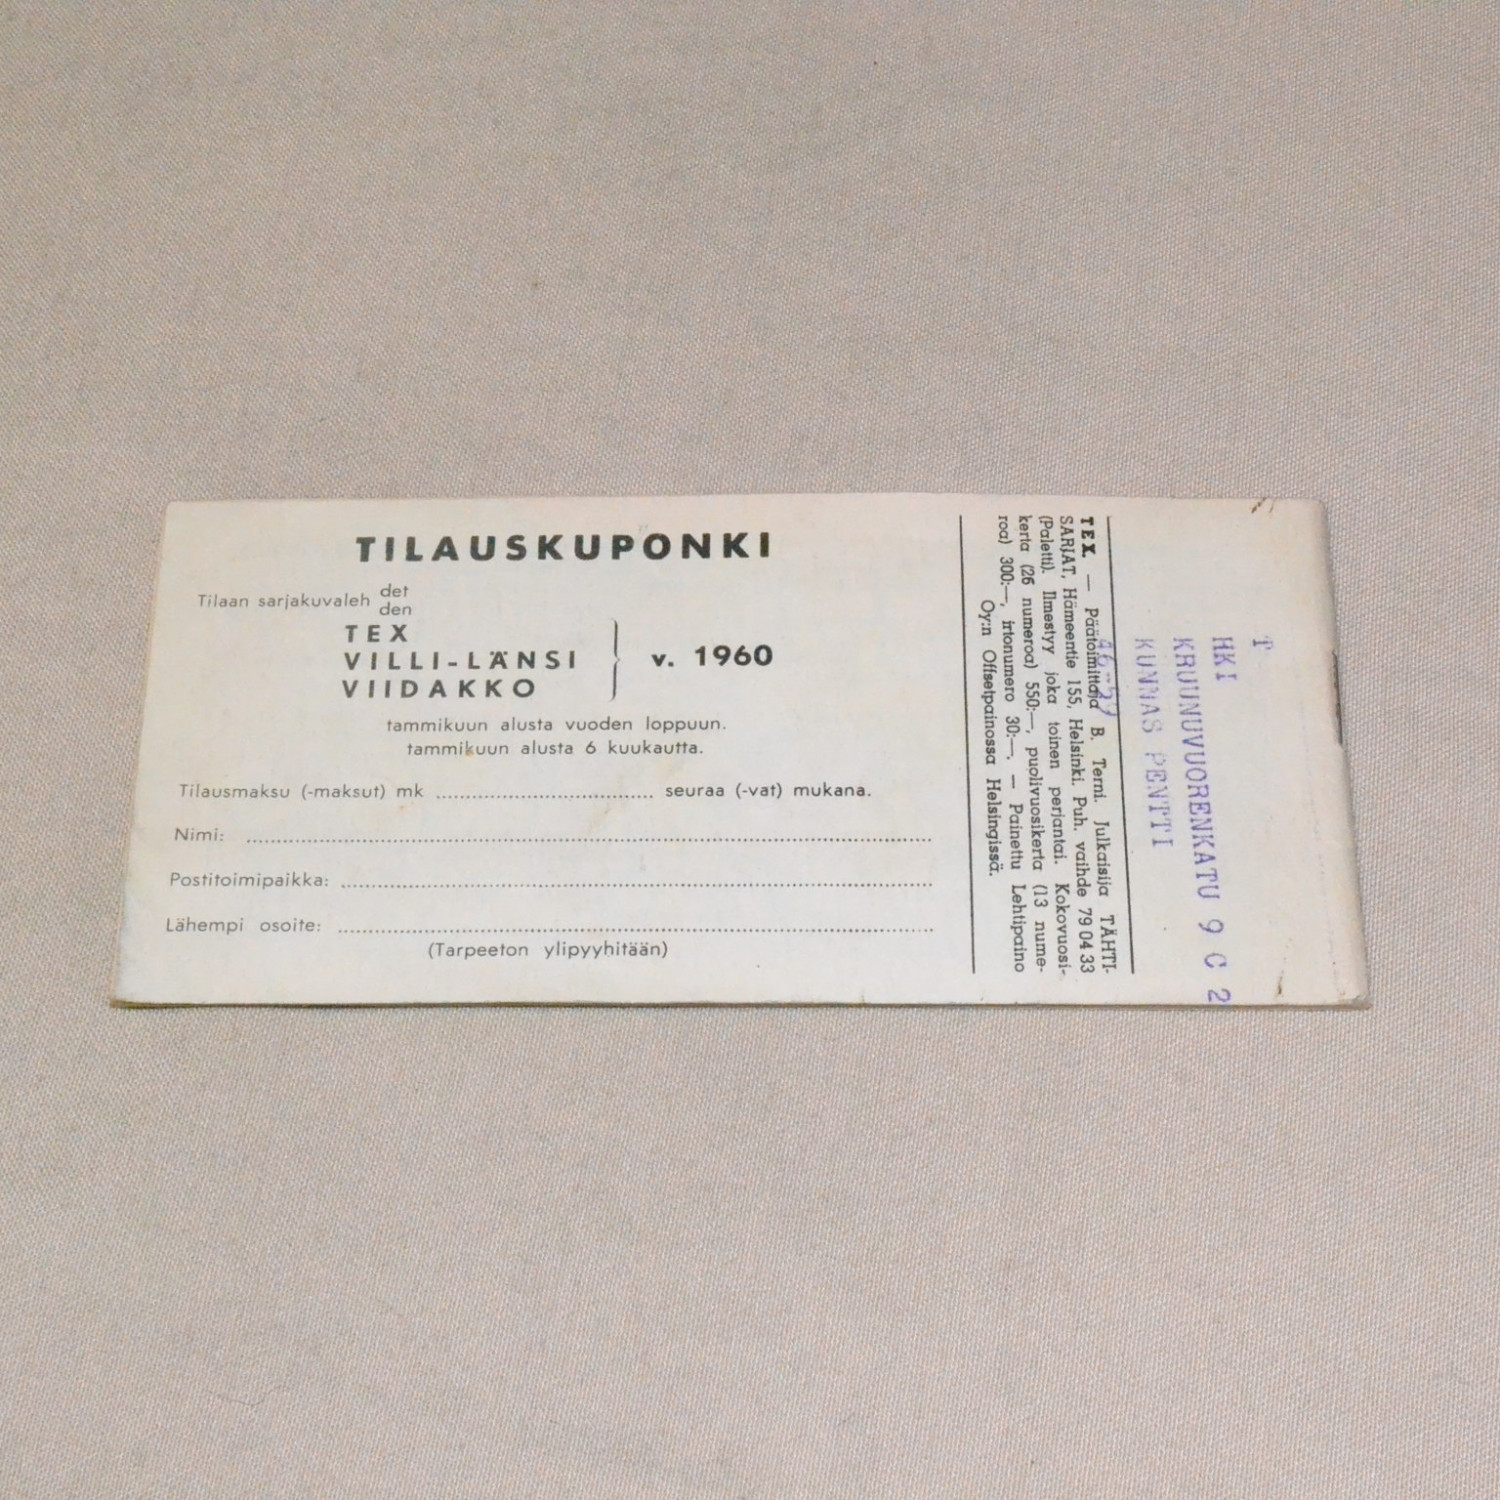 TILAUSKUPONKI
Tilaan sarjakuvaleh det
den
TEX
VILLI-LÄNSI
VIIDAKKO
v. 1960
tammikuun alusta vuoden loppuun.
tammikuun alusta 6 kuukautta.
Tilausmaksu (-maksut) mk ........ seuraa (-vat) mukana.
Nimi:
Postitoimipaikka:
Lähempi osoite:
(Tarpeeton ylipyyhitään)
TEX. — Päätoimittaja B. Terni. Julkaisija TÄHTI-
SARJAT, Hämeentie 155, Helsinki. Puh. vaihde 79 04 33
(Paletti). Ilmestyy joka toinen perjantai. Kokovuosi-
kerta (26 numeroa) 550:—, puolivuosikerta (13 nume-
roa) 300:—, irtonumero 30:—. — Painettu Lehtipaino
Oy:n Offsetpainossa Helsingissä.
T
HKI
KRUUNUVUORENKATU 9 C 2
KUNNAS PENTTI